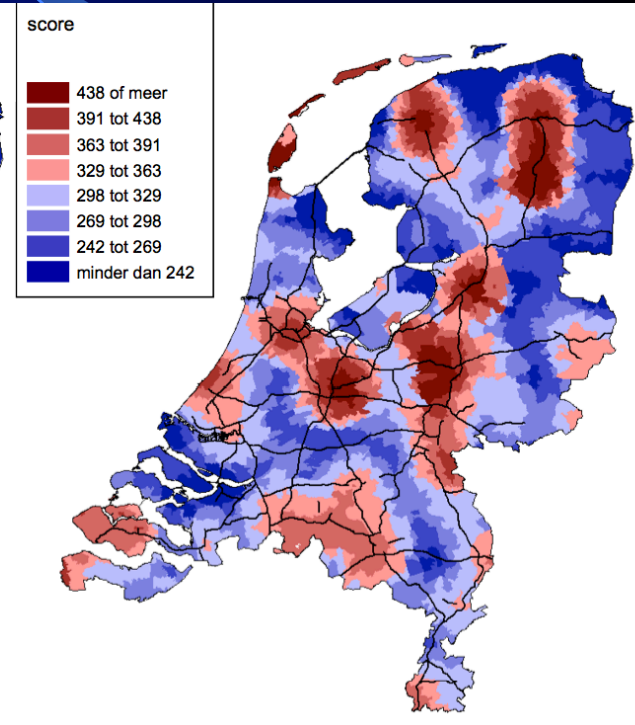 score
438 of meer
391 tot 438
363 tot 391
329 tot 363
298 tot 329
269 tot 298
242 tot 269
minder dan 242